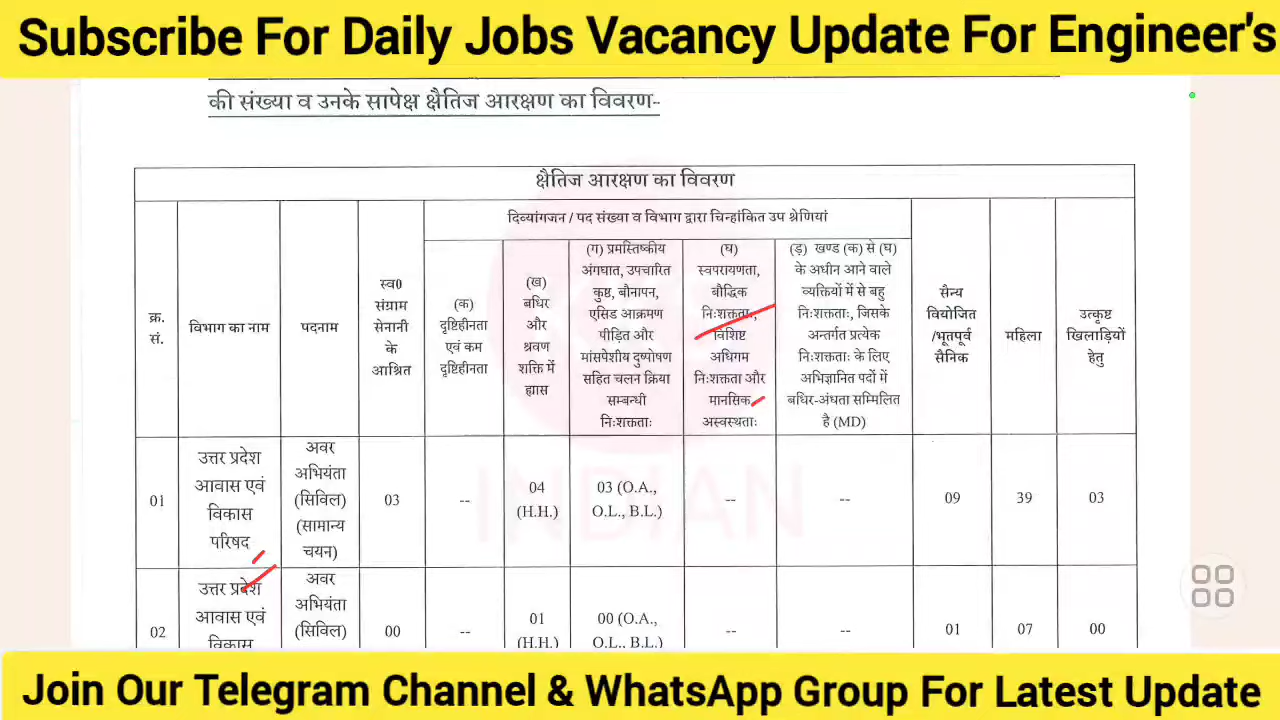 Subscribe For Daily Jobs Vacancy Update For Engineer's
की संख्या व उनके सापेक्ष क्षैतिज आरक्षण का विवरण-
क्षैतिज आरक्षण का विवरण
क्र.
सं.
विभाग का नाम
पदनाम
स्व0
संग्राम
सेनानी
के
आश्रित
दिव्यांगजन / पद संख्या व विभाग द्वारा चिन्हांकित उप श्रेणियां
(क)
दृष्टिहीनता
एवं कम
दृष्टिहीनता
(ख)
बधिर
और
श्रवण
शक्ति में
ह्रास
(ग) प्रमस्तिष्कीय
अंगघात, उपचारित
कुष्ठ, बौनापन,
एसिड आक्रमण
पीड़ित और
मांसपेशीय दुष्पोषण
सहित चलन क्रिया
सम्बन्धी
निःशक्तताः
(घ)
स्वपरायणता,
बौद्धिक
निःशक्तताः,
विशिष्ट
अधिगम
निःशक्तता और
मानसिक
अस्वस्थताः
(ड़) खण्ड (क) से (घ)
के अधीन आने वाले
व्यक्तियों में से बहु
निःशक्तताः, जिसके
अन्तर्गत प्रत्येक
निःशक्तताः के लिए
अभिज्ञानित पदों में
बधिर-अंधता सम्मिलित
है (MD)
सैन्य
वियोजित
/भूतपूर्व
सैनिक
महिला
उत्कृष्ट
खिलाड़ियों
हेतु
01
उत्तर प्रदेश
आवास एवं
विकास
परिषद
अवर
अभियंता
(सिविल)
(सामान्य
चयन)
03
--
04
(H.H.)
03 (O.A.,
O.L., B.L.)
--
--
09
39
03
02
उत्तर प्रदेश
आवास एवं
विकास
अवर
अभियंता
(सिविल)
00
--
01
(H.H.)
00 (O.A.,
O.L., B.L.)
--
--
01
07
00
INDIAN
Join Our Telegram Channel & WhatsApp Group For Latest Update